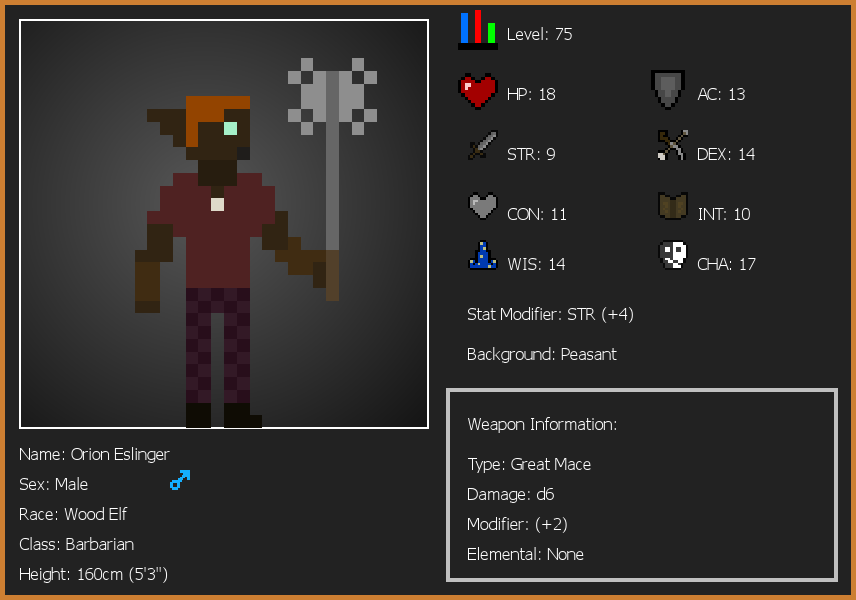 Level: 75
HP: 18
AC: 13
STR: 9
DEX: 14
CON: 11
INT: 10
WIS: 14
CHA: 17
Stat Modifier: STR (+4)
Background: Peasant
Weapon Information:
Type: Great Mace
Damage: d6
Modifier: (+2)
Elemental: None
Name: Orion Eslinger
Sex: Male
Race: Wood Elf
Class: Barbarian
Height: 160cm (5'3")